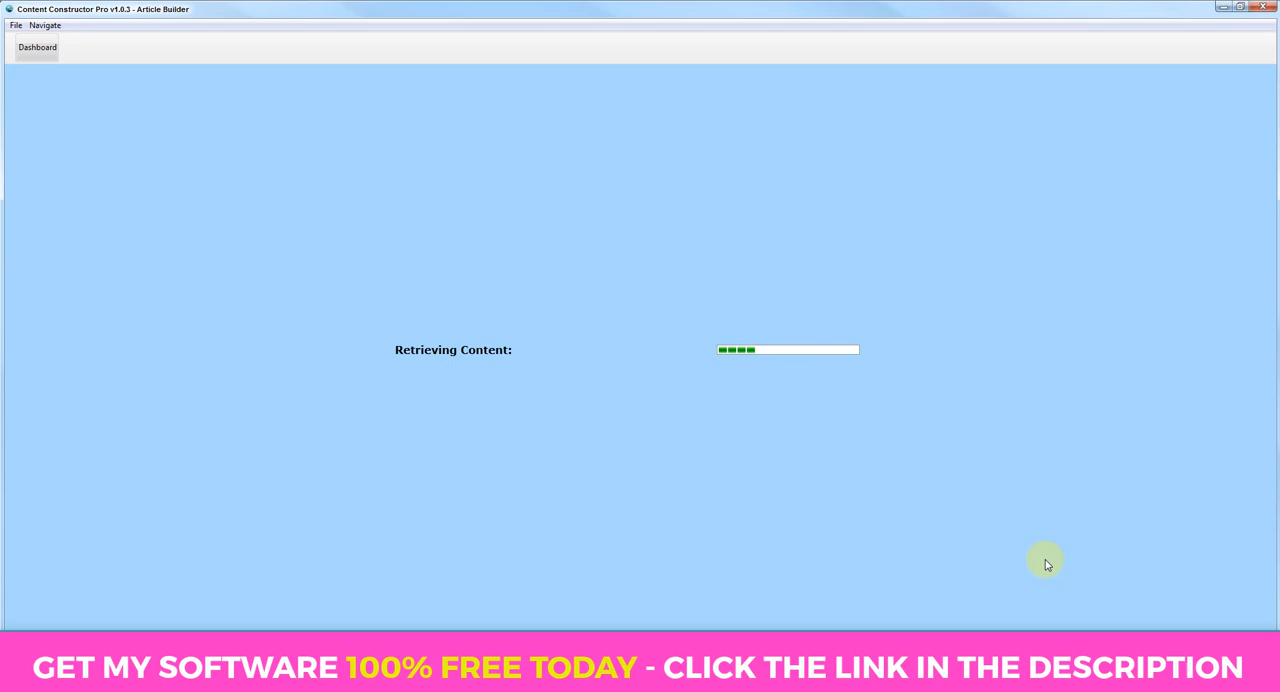 Content Constructor Pro v1.0.3 - Article Builder
File Navigate
Dashboard
Retrieving Content:
GET MY SOFTWARE 100% FREE TODAY - CLICK THE LINK IN THE DESCRIPTION